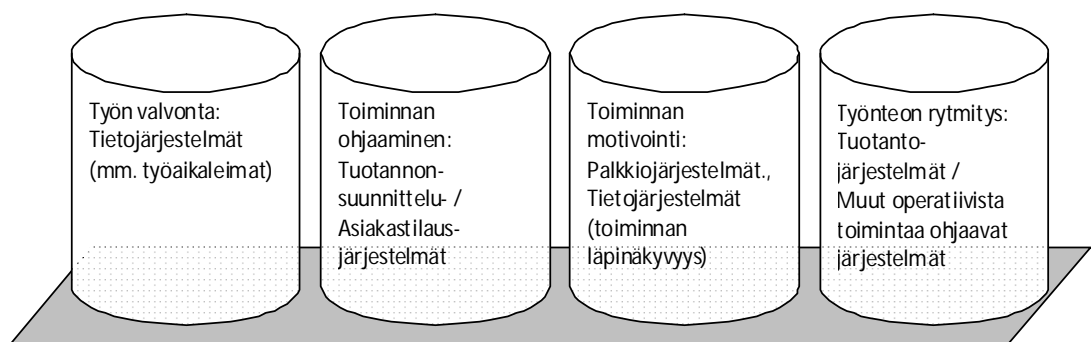 Työn valvonta:
Tietojärjestelmät
(mm. työaikaleimat)
Toiminnan
ohjaaminen:
Tuotannon-
suunnittelu- /
Asiakastilaus-
järjestelmät
Toiminnan
motivointi:
Palkkiojärjestelmät.,
Tietojärjestelmät
(toiminnan
läpinäkyvyys)
Työnteon rytmitys:
Tuotanto-
järjestelmät /
Muut operatiivista
toimintaa ohjaavat
järjestelmät